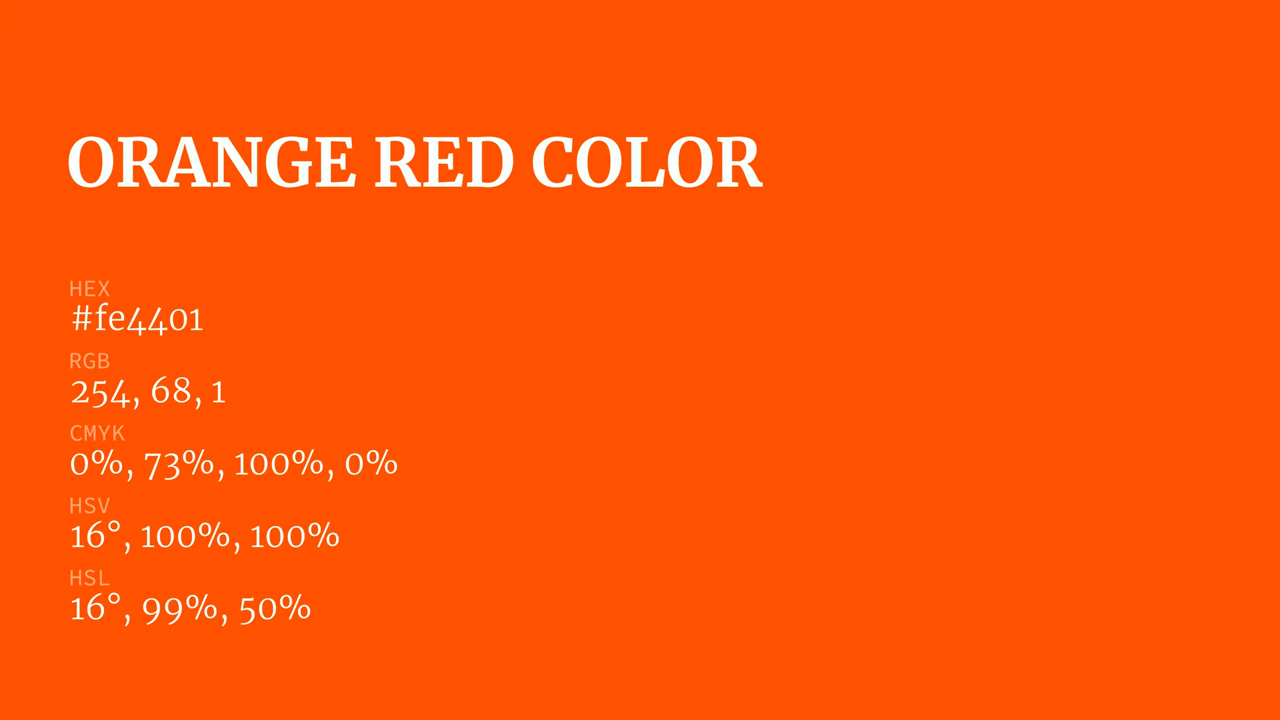 ORANGE RED COLOR
HEX
#fe4401
RGB
254, 68, 1
CMYK
0%, 73%, 100%, 0%
HSV
16°, 100%, 100%
HSL
16°, 99%, 50%